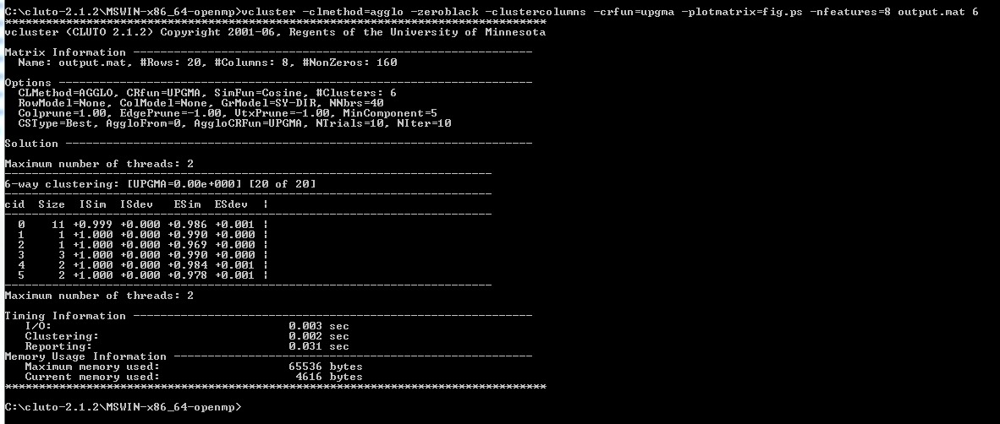 C:\cluto-2.1.2\MSWIN-x86_64-openmp>vcluster -clmethod=agglo -zeroblack -clustercolumns -crfun=upgma -plotmatrix=fig.ps -nfeatures=8 output.mat 6
********************************************************************************
vcluster (CLUTO 2.1.2) Copyright 2001-06, Regents of the University of Minnesota
Matrix Information -----------------------------------------------------------
  Name: output.mat, #Rows: 20, #Columns: 8, #NonZeros: 160
Options ----------------------------------------------------------------------
  CLMethod=AGGLO, CRfun=UPGMA, SimFun=Cosine, #Clusters: 6
  RowModel=None, ColModel=None, GrModel=SY-DIR, NNbrs=40
  Colprune=1.00, EdgePrune=-1.00, VtxPrune=-1.00, MinComponent=5
  CSType=Best, AggloFrom=0, AggloCRFun=UPGMA, NTrials=10, NIter=10
Solution ---------------------------------------------------------------------
Maximum number of threads: 2
------------------------------------------------------------------------
6-way clustering: [UPGMA=0.00e+000] [20 of 20]
------------------------------------------------------------------------
cid  Size  ISim  ISdev   ESim  ESdev  |
------------------------------------------------------------------------
  0    11 +0.999 +0.000 +0.986 +0.001 |
  1     1 +1.000 +0.000 +0.990 +0.000 |
  2     1 +1.000 +0.000 +0.969 +0.000 |
  3     3 +1.000 +0.000 +0.990 +0.000 |
  4     2 +1.000 +0.000 +0.984 +0.001 |
  5     2 +1.000 +0.000 +0.978 +0.001 |
------------------------------------------------------------------------
Maximum number of threads: 2
Timing Information -----------------------------------------------------------
   I/O:                                   0.003 sec
   Clustering:                            0.002 sec
   Reporting:                             0.031 sec
Memory Usage Information -----------------------------------------------------
   Maximum memory used:                   65536 bytes
   Current memory used:                    4616 bytes
********************************************************************************
C:\cluto-2.1.2\MSWIN-x86_64-openmp>